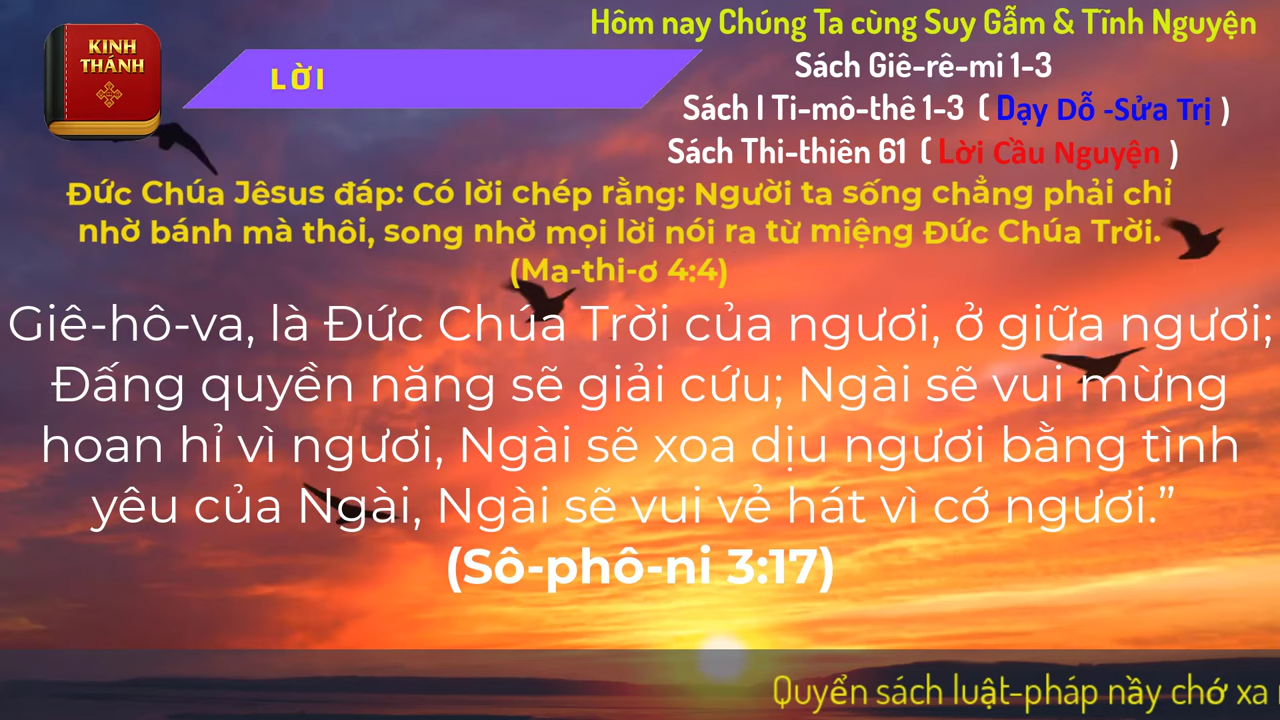 KINH
THÁNH
LỜI
Hôm nay Chúng Ta cùng Suy Gẫm & Tĩnh Nguyện
Sách Giê-rê-mi 1-3
Sách I Ti-mô-thê 1-3 ( Dạy Dỗ -Sửa Trị )
Sách Thi-thiên 61 ( Lời Cầu Nguyện )
Đức Chúa Jêsus đáp: Có lời chép rằng: Người ta sống chẳng phải chỉ
nhờ bánh mà thôi, song nhờ mọi lời nói ra từ miệng Đức Chúa Trời.
(Ma-thi-ơ 4:4)
Giê-hô-va, là Đức Chúa Trời của ngươi, ở giữa ngươi;
Đấng quyền năng sẽ giải cứu; Ngài sẽ vui mừng
hoan hỉ vì ngươi, Ngài sẽ xoa dịu ngươi bằng tình
yêu của Ngài, Ngài sẽ vui vẻ hát vì cớ ngươi.”
(Sô-phô-ni 3:17)
Quyển sách luật-pháp nầy chớ xa